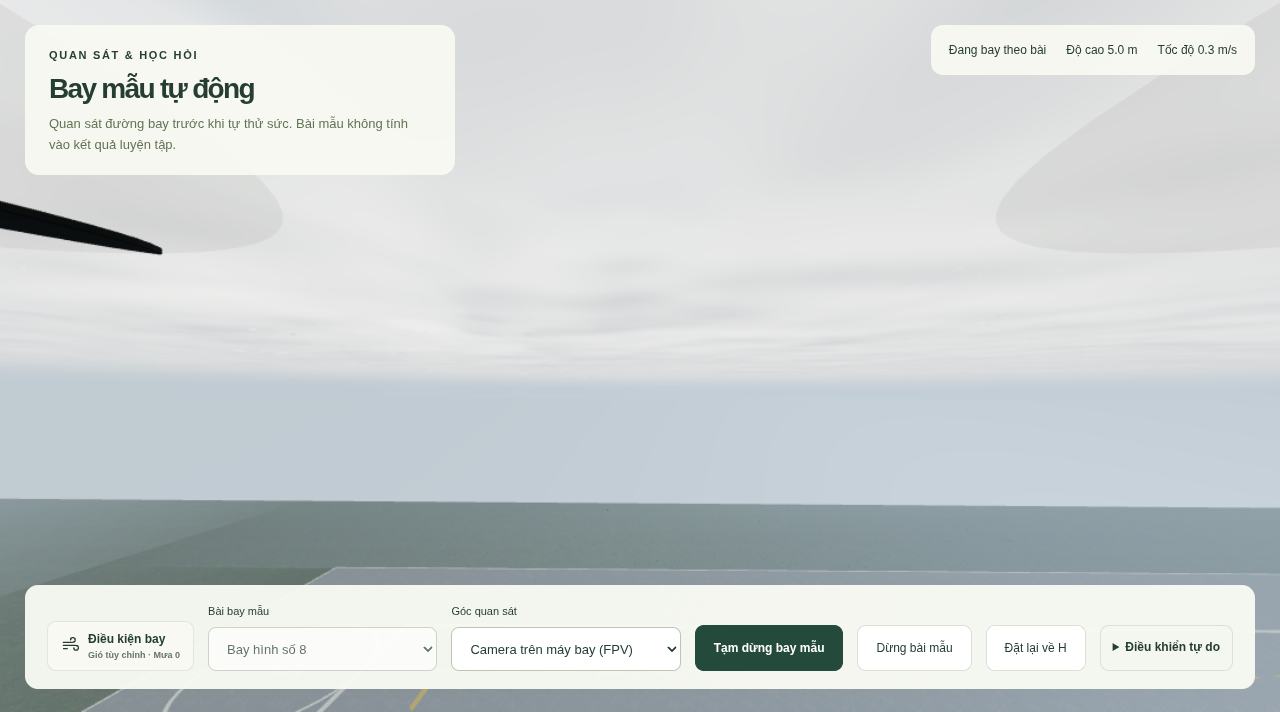 QUAN SÁT & HỌC HỎI
Bay mẫu tự động
Quan sát đường bay trước khi tự thử sức. Bài mẫu không tính
vào kết quả luyện tập.
Đang bay theo bài Độ cao 5.0 m Tốc độ 0.3 m/s
Điều kiện bay
Gió tùy chỉnh · Mưa 0
Bài bay mẫu
Bay hình số 8
Góc quan sát
Camera trên máy bay (FPV)
Tạm dừng bay mẫu
Dừng bài mẫu
Đặt lại về H
Điều khiển tự do